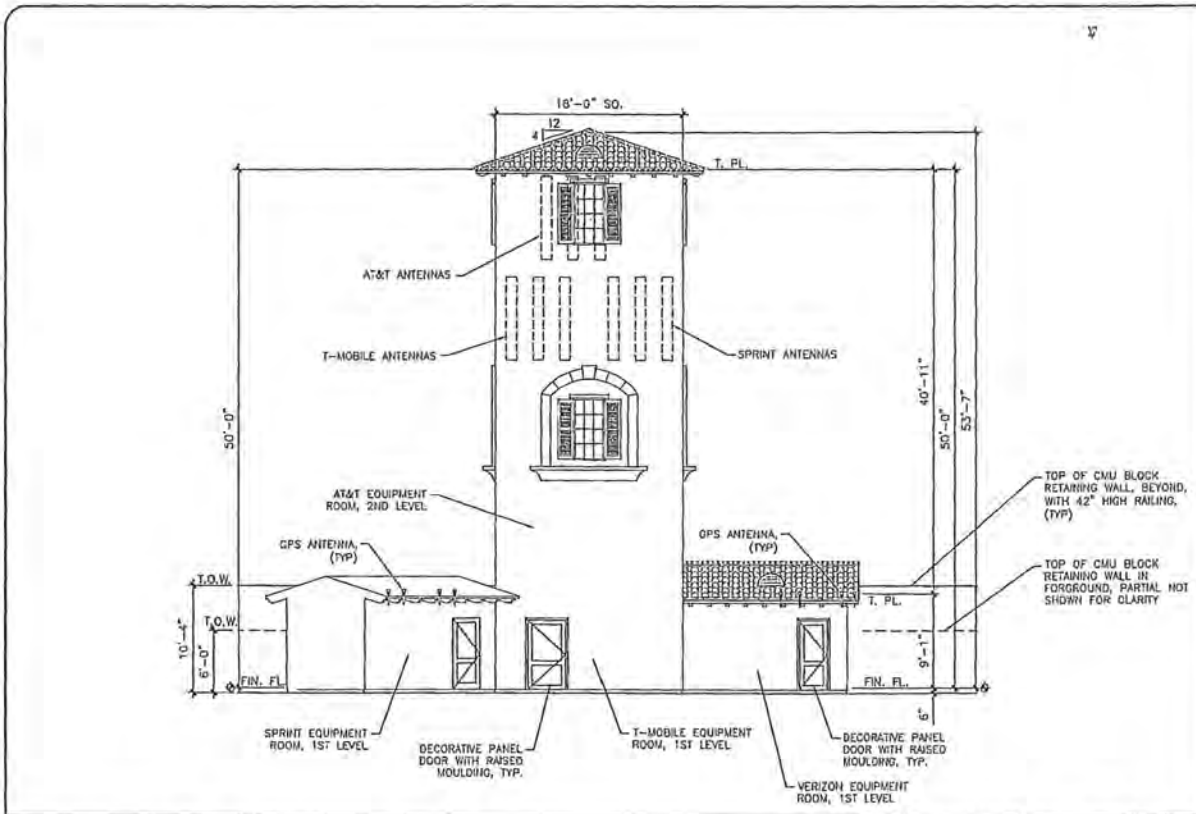 18'-0" SO.
12
4
T. PL.
AT&T ANTENNAS
T-MOBILE ANTENNAS
SPRINT ANTENNAS
50'-0"
40'-11"
50'-0"
53'-7"
AT&T EQUIPMENT
ROOM, 2ND LEVEL
GPS ANTENNA,
(TYP)
GPS ANTENNA,
(TYP)
TOP OF CMU BLOCK
RETAINING WALL, BEYOND,
WITH 42" HIGH RAILING,
(TYP)
TOP OF CMU BLOCK
RETAINING WALL IN
FORGROUND, PARTIAL NOT
SHOWN FOR CLARITY
T.O.W.
T.O.W.
T. PL.
10'-4"
6'-0"
9'-1"
FIN. FL.
FIN. FL.
6"
SPRINT EQUIPMENT
ROOM, 1ST LEVEL
DECORATIVE PANEL
DOOR WITH RAISED
MOULDING, TYP.
T-MOBILE EQUIPMENT
ROOM, 1ST LEVEL
DECORATIVE PANEL
DOOR WITH RAISED
MOULDING, TYP.
VERIZON EQUIPMENT
ROOM, 1ST LEVEL